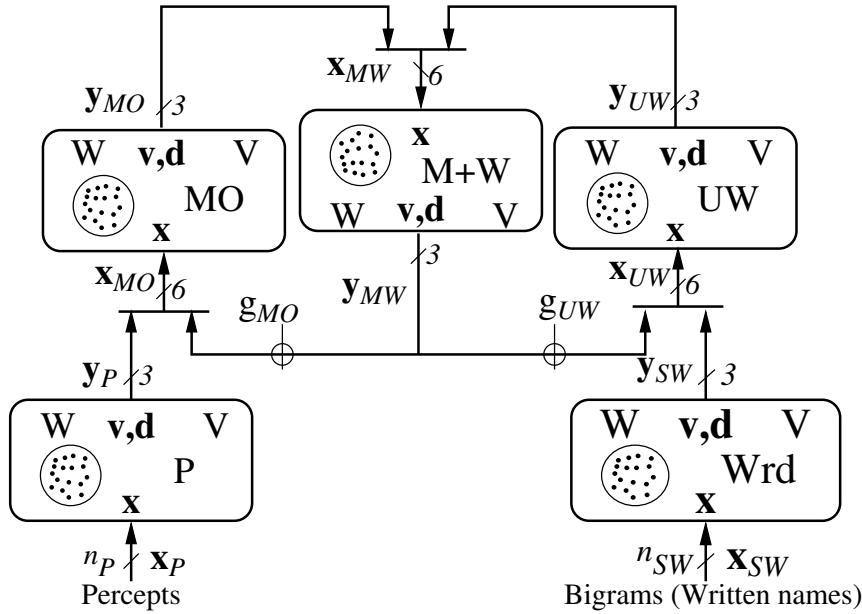 x_MW 6
y_MO 3
y_UW 3
W v,d V
MO
x
x
M+W
W v,d V
W v,d V
UW
x
x_MO 6
3
y_MW
x_UW 6
g_MO
g_UW
y_P 3
y_SW 3
W v,d V
P
x
W v,d V
Wrd
x
n_P x_P
n_SW x_SW
Percepts
Bigrams (Written names)